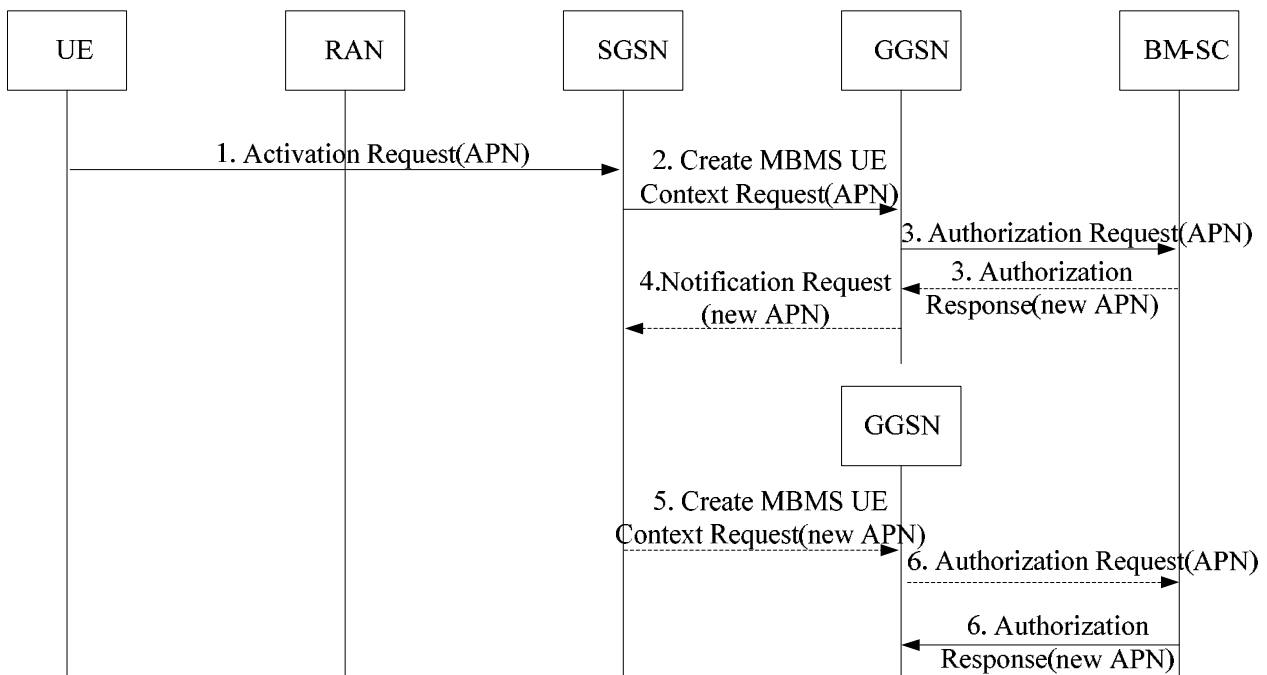 UE
RAN
SGSN
GGSN
BM-SC
1. Activation Request(APN)
2. Create MBMS UE
Context Request(APN)
3. Authorization Request(APN)
3. Authorization
Response(new APN)
4.Notification Request
(new APN)
GGSN
5. Create MBMS UE
Context Request(new APN)
6. Authorization Request(APN)
6. Authorization
Response(new APN)